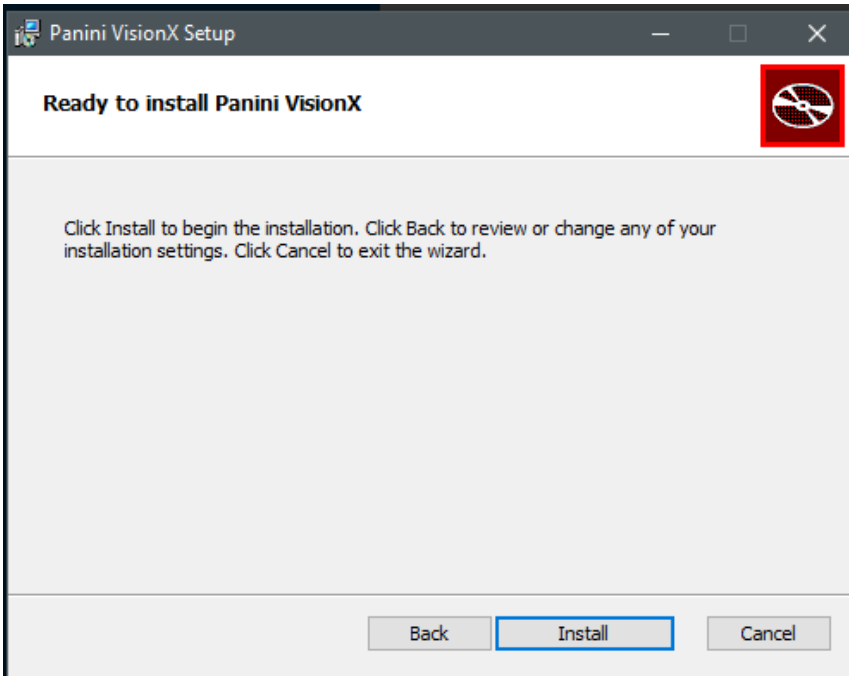 Panini VisionX Setup
Ready to install Panini VisionX
Click Install to begin the installation. Click Back to review or change any of your
installation settings. Click Cancel to exit the wizard.
Back
Install
Cancel